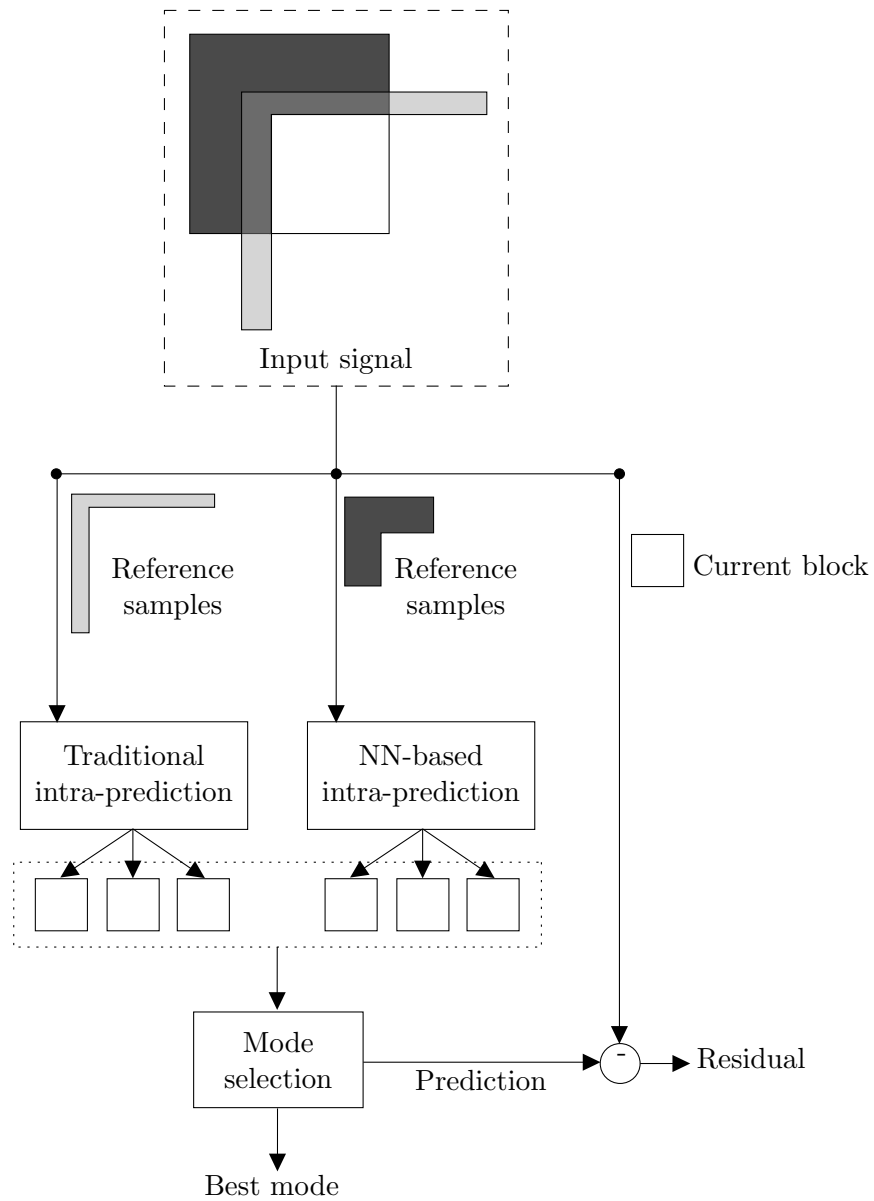 Input signal
Reference
samples
Reference
samples
Current block
Traditional
intra-prediction
NN-based
intra-prediction
Mode
selection
Prediction
-
Residual
Best mode